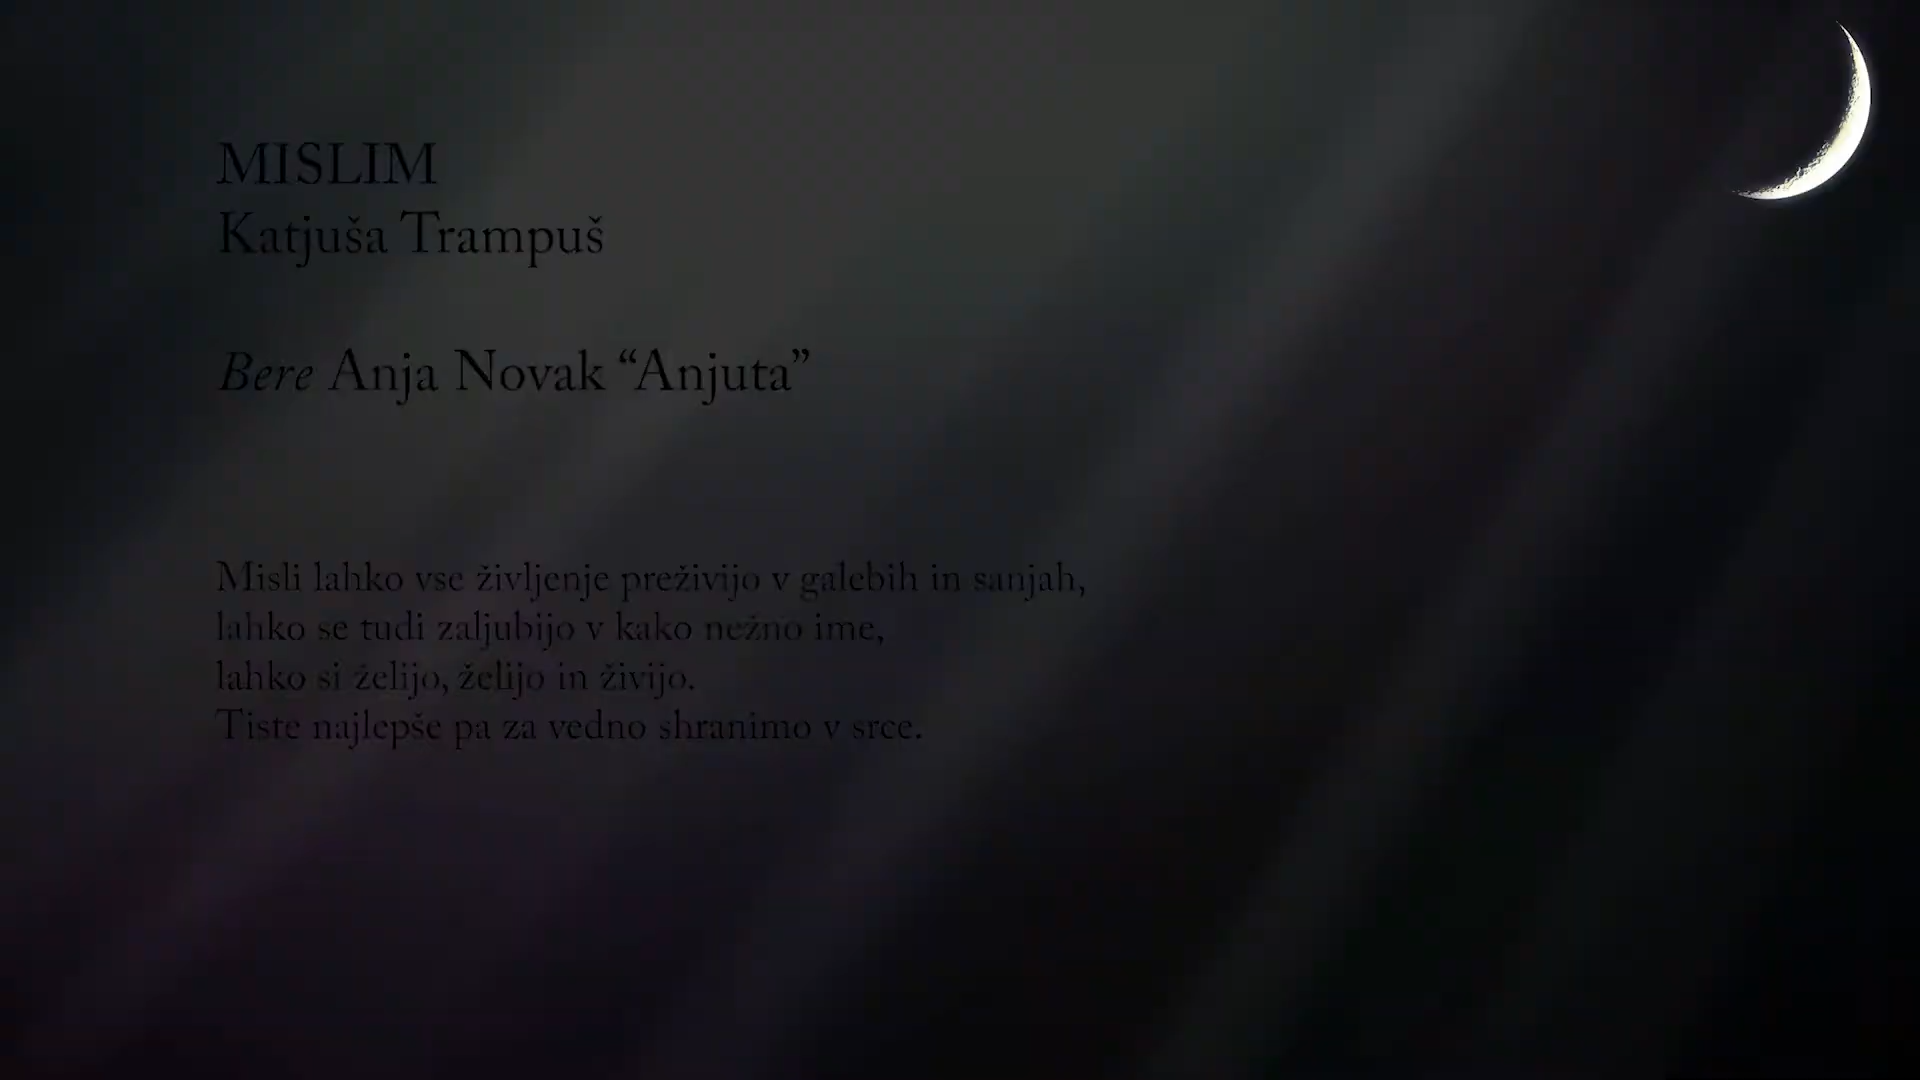 MISLIM
Katjuša Trampuš
Bere Anja Novak “Anjuta”
Misli lahko vse življenje preživijo v galebih in sanjah,
lahko se tudi zaljubijo v kako nežno ime,
lahko si želijo, želijo in živijo.
Tiste najlepše pa za vedno shranimo v srce.